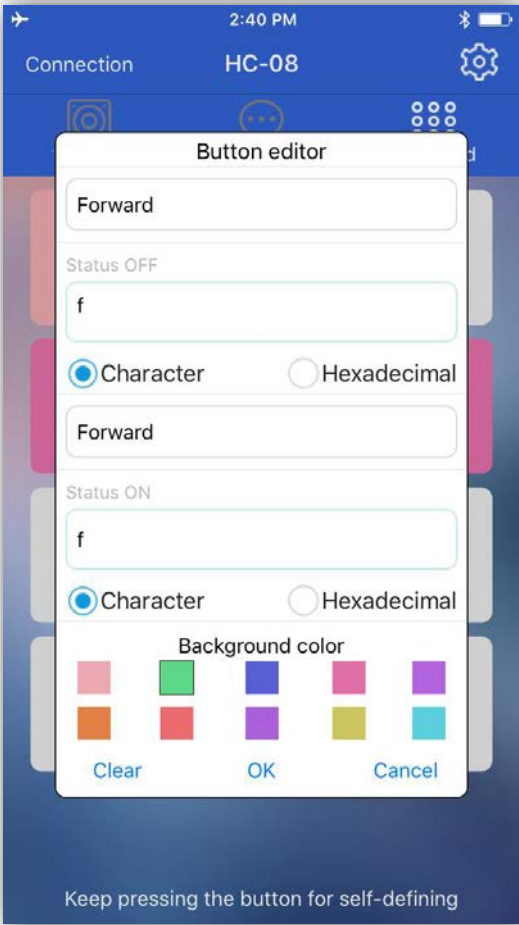 2:40 PM
Connection HC-08
Button editor
Forward
Status OFF
f
Character Hexadecimal
Forward
Status ON
f
Character Hexadecimal
Background color
Clear OK Cancel
Keep pressing the button for self-defining